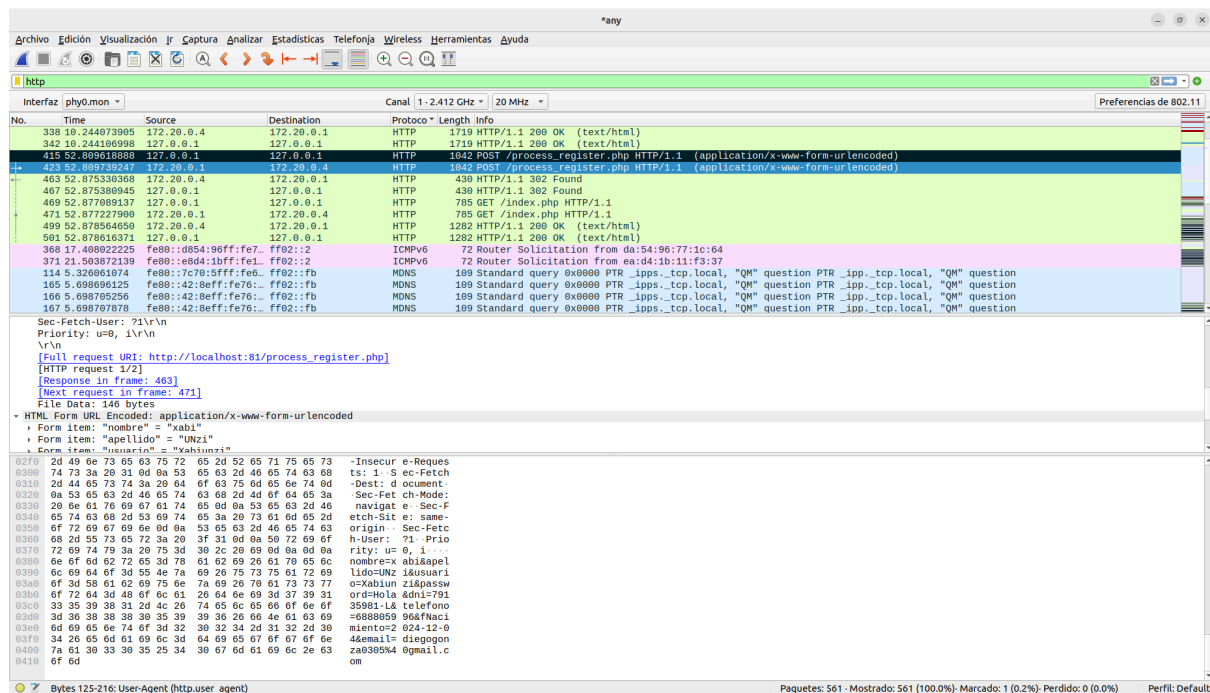 *any
Archivo Edición Visualización Ir Captura Analizar Estadísticas Telefonía Wireless Herramientas Ayuda
http
Interfaz phy0.mon Canal 1 · 2.412 GHz 20 MHz Preferencias de 802.11
No. Time Source Destination Protoco Length Info
338 10.244073905 172.20.0.4 172.20.0.1 HTTP 1719 HTTP/1.1 200 OK (text/html)
342 10.244106998 127.0.0.1 127.0.0.1 HTTP 1719 HTTP/1.1 200 OK (text/html)
415 52.809618888 127.0.0.1 127.0.0.1 HTTP 1042 POST /process_register.php HTTP/1.1 (application/x-www-form-urlencoded)
423 52.809739247 172.20.0.1 172.20.0.4 HTTP 1042 POST /process_register.php HTTP/1.1 (application/x-www-form-urlencoded)
463 52.875330368 172.20.0.4 172.20.0.1 HTTP 430 HTTP/1.1 302 Found
467 52.875380945 127.0.0.1 127.0.0.1 HTTP 430 HTTP/1.1 302 Found
469 52.877089137 127.0.0.1 127.0.0.1 HTTP 785 GET /index.php HTTP/1.1
471 52.877227900 172.20.0.1 172.20.0.4 HTTP 785 GET /index.php HTTP/1.1
499 52.878564650 172.20.0.4 172.20.0.1 HTTP 1282 HTTP/1.1 200 OK (text/html)
501 52.878616371 127.0.0.1 127.0.0.1 HTTP 1282 HTTP/1.1 200 OK (text/html)
368 17.408022225 fe80::d854:96ff:fe7… ff02::2 ICMPv6 72 Router Solicitation from da:54:96:77:1c:64
371 21.503872139 fe80::e8d4:1bff:fe1… ff02::2 ICMPv6 72 Router Solicitation from ea:d4:1b:11:f3:37
114 5.326061074 fe80::7c70:5fff:fe6… ff02::fb MDNS 109 Standard query 0x0000 PTR _ipps._tcp.local, "QM" question PTR _ipp._tcp.local, "QM" question
165 5.698696125 fe80::42:8eff:fe76:… ff02::fb MDNS 109 Standard query 0x0000 PTR _ipps._tcp.local, "QM" question PTR _ipp._tcp.local, "QM" question
166 5.698705256 fe80::42:8eff:fe76:… ff02::fb MDNS 109 Standard query 0x0000 PTR _ipps._tcp.local, "QM" question PTR _ipp._tcp.local, "QM" question
167 5.698707878 fe80::42:8eff:fe76:… ff02::fb MDNS 109 Standard query 0x0000 PTR _ipps._tcp.local, "QM" question PTR _ipp._tcp.local, "QM" question
Sec-Fetch-User: ?1\r\n
Priority: u=0, i\r\n
\r\n
[Full request URI: http://localhost:81/process_register.php]
[HTTP request 1/2]
[Response in frame: 463]
[Next request in frame: 471]
File Data: 146 bytes
HTML Form URL Encoded: application/x-www-form-urlencoded
Form item: "nombre" = "xabi"
Form item: "apellido" = "UNzi"
Form item: "usuario" = "Xabiunzi"
02f0 2d 49 6e 73 65 63 75 72 65 2d 52 65 71 75 65 73 -Insecur e-Reques
0300 74 73 3a 20 31 0d 0a 53 65 63 2d 46 65 74 63 68 ts: 1··S ec-Fetch
0310 2d 44 65 73 74 3a 20 64 6f 63 75 6d 65 6e 74 0d -Dest: d ocument·
0320 0a 53 65 63 2d 46 65 74 63 68 2d 4d 6f 64 65 3a ·Sec-Fet ch-Mode:
0330 20 6e 61 76 69 67 61 74 65 0d 0a 53 65 63 2d 46 navigat e··Sec-F
0340 65 74 63 68 2d 53 69 74 65 3a 20 73 61 6d 65 2d etch-Sit e: same-
0350 6f 72 69 67 69 6e 0d 0a 53 65 63 2d 46 65 74 63 origin·· Sec-Fetc
0360 68 2d 55 73 65 72 3a 20 3f 31 0d 0a 50 72 69 6f h-User: ?1··Prio
0370 72 69 74 79 3a 20 75 3d 30 2c 20 69 0d 0a 0d 0a rity: u= 0, i····
0380 6e 6f 6d 62 72 65 3d 78 61 62 69 26 61 70 65 6c nombre=x abi&apel
0390 6c 69 64 6f 3d 55 4e 7a 69 26 75 73 75 61 72 69 lido=UNz i&usuari
03a0 6f 3d 58 61 62 69 75 6e 7a 69 26 70 61 73 73 77 o=Xabiun zi&passw
03b0 6f 72 64 3d 48 6f 6c 61 26 64 6e 69 3d 37 39 31 ord=Hola &dni=791
03c0 33 35 39 38 31 2d 4c 26 74 65 6c 65 66 6f 6e 6f 35981-L& telefono
03d0 3d 36 38 38 38 30 35 39 39 36 26 66 4e 61 63 69 =6888059 96&fNaci
03e0 6d 69 65 6e 74 6f 3d 32 30 32 34 2d 31 32 2d 30 miento=2 024-12-0
03f0 34 26 65 6d 61 69 6c 3d 64 69 65 67 6f 67 6f 6e 4&email= diegogon
0400 7a 61 30 33 30 35 25 34 30 67 6d 61 69 6c 2e 63 za0305%4 0gmail.c
0410 6f 6d om
Bytes 125-216: User-Agent (http.user_agent) Paquetes: 561 · Mostrado: 561 (100.0%)· Marcado: 1 (0.2%)· Perdido: 0 (0.0%) Perfil: Default